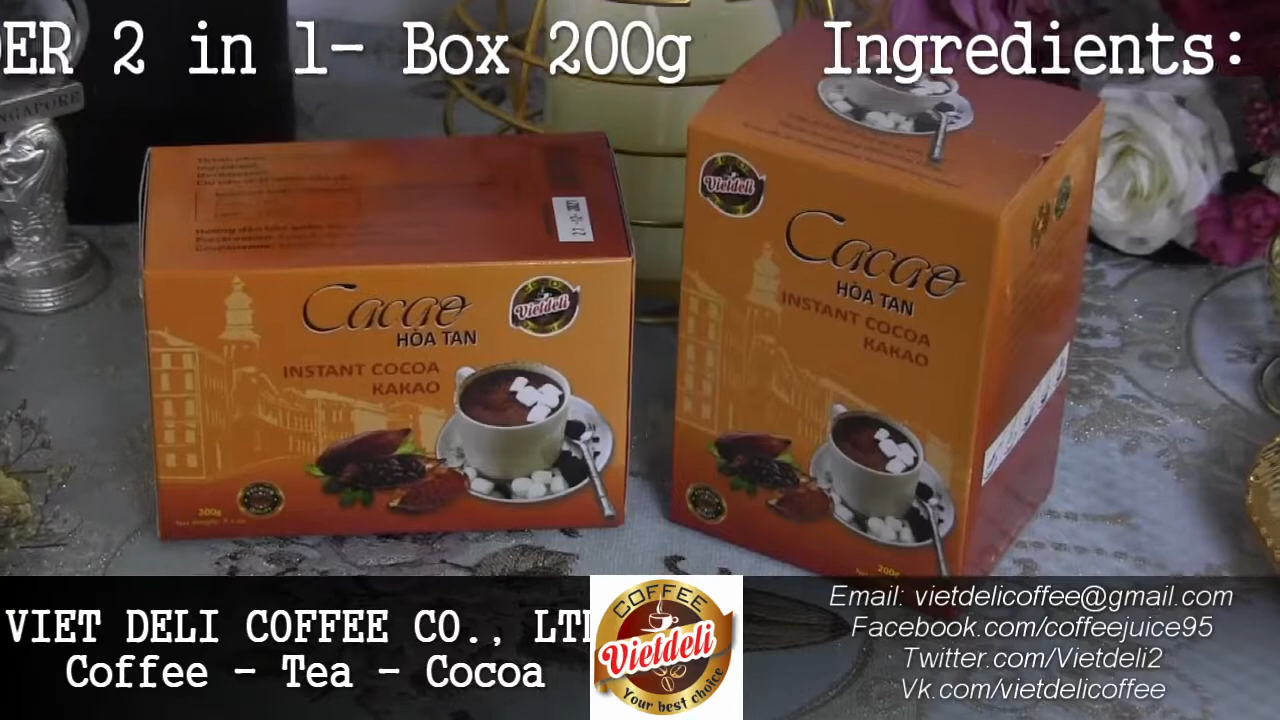 ER 2 in 1- Box 200g Ingredients:
NGAPORE
Cacao
HÒA TAN
INSTANT COCOA
KAKAO
Vietdeli
200g
Vietdeli
Cacao
HÒA TAN
INSTANT COCOA
KAKAO
200g
VIET DELI COFFEE CO., LT
Coffee - Tea - Cocoa
COFFEE
Vietdeli
Your best choice
Email: vietdelicoffee@gmail.com
Facebook.com/coffeejuice95
Twitter.com/Vietdeli2
Vk.com/vietdelicoffee